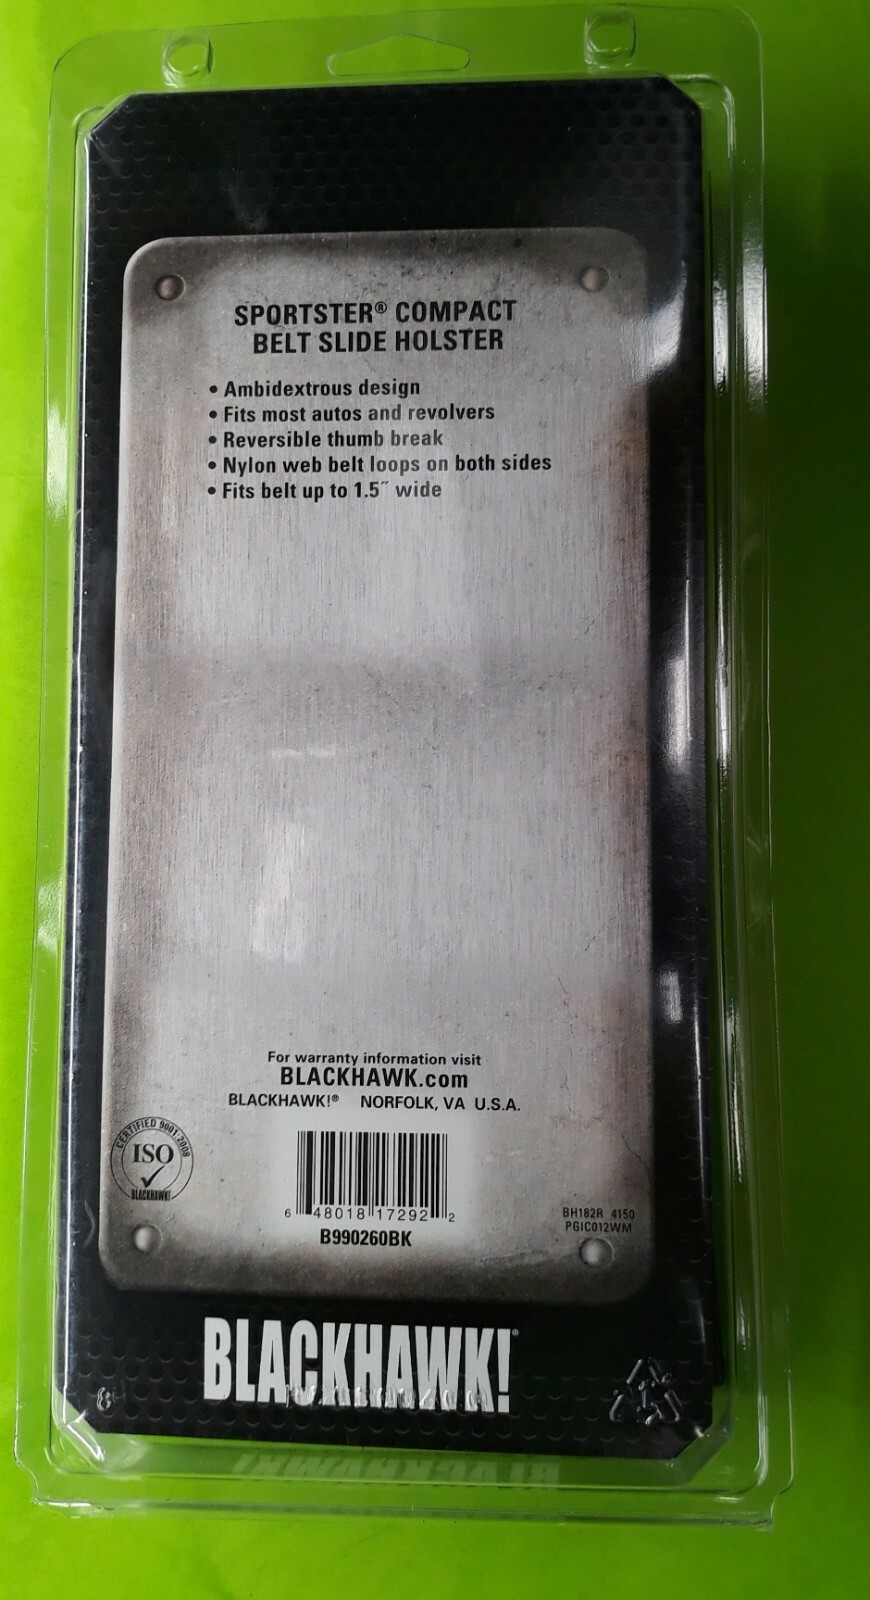 SPORTSTER® COMPACT
BELT SLIDE HOLSTER
• Ambidextrous design
• Fits most autos and revolvers
• Reversible thumb break
• Nylon web belt loops on both sides
• Fits belt up to 1.5˝ wide
For warranty information visit
BLACKHAWK.com
BLACKHAWK!® NORFOLK, VA U.S.A.
CERTIFIED 9001:2008
ISO
BLACKHAWK!
6 48018 17292 2
B990260BK
BH182R 4150
PGIC012WM
BLACKHAWK!®